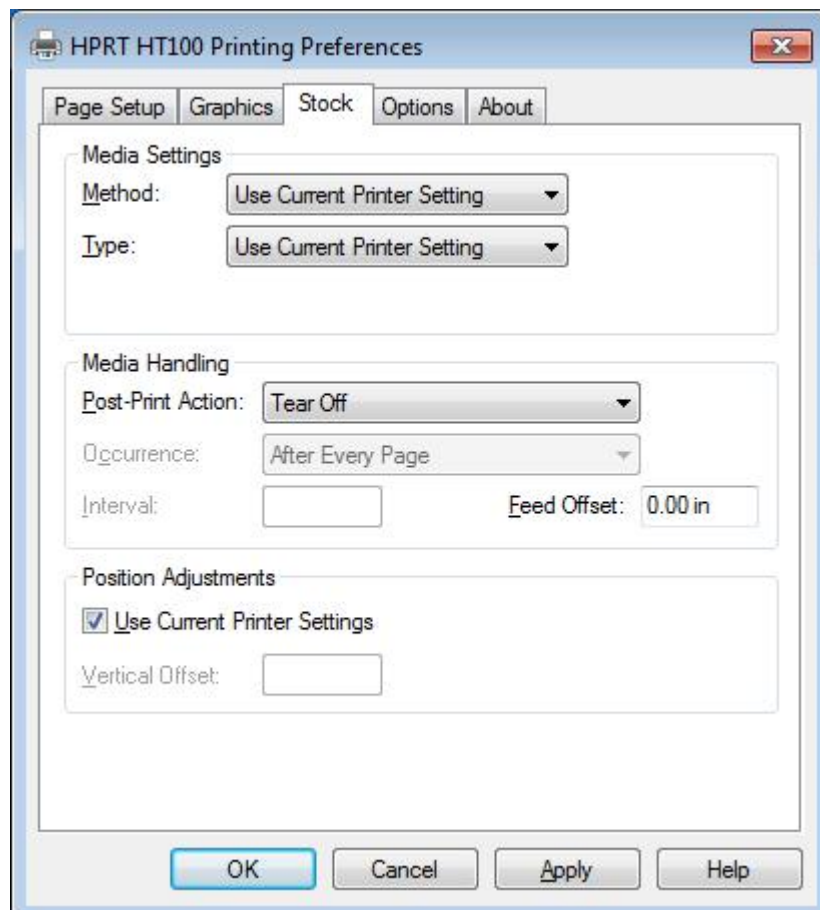 HPRT HT100 Printing Preferences
Page Setup Graphics Stock Options About
Media Settings
Method: Use Current Printer Setting
Type: Use Current Printer Setting
Media Handling
Post-Print Action: Tear Off
Occurrence: After Every Page
Interval: Feed Offset: 0.00 in
Position Adjustments
Use Current Printer Settings
Vertical Offset:
OK Cancel Apply Help